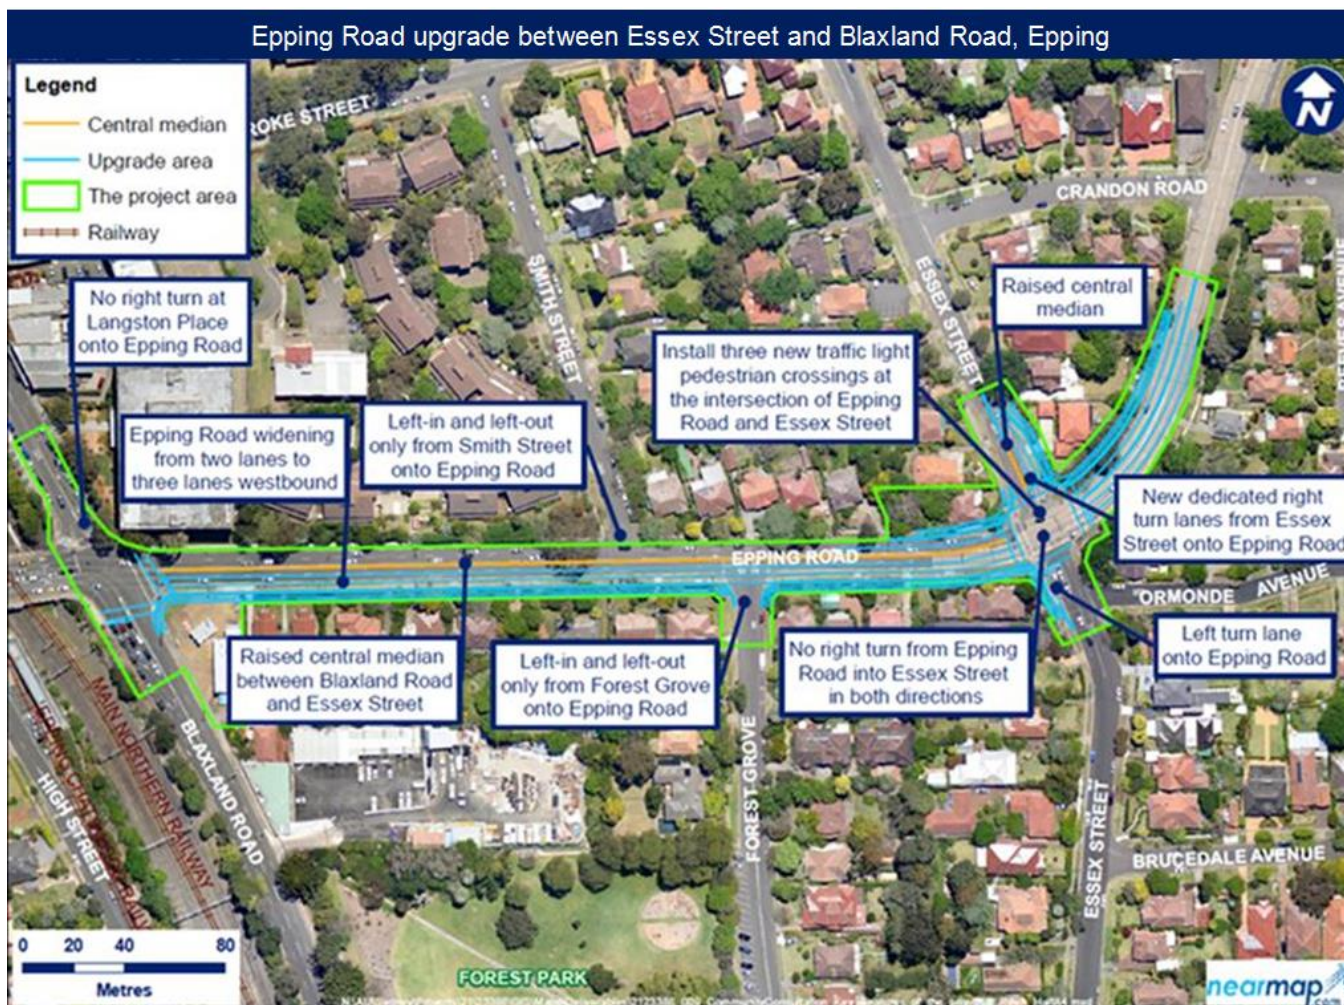 Epping Road upgrade between Essex Street and Blaxland Road, Epping
Legend
Central median
Upgrade area
The project area
Railway
N
ROKE STREET
CRANDON ROAD
SMITH STREET
ESSEX STREET
No right turn at
Langston Place
onto Epping Road
Raised central
median
Install three new traffic light
pedestrian crossings at
the intersection of Epping
Road and Essex Street
Left-in and left-out
only from Smith Street
onto Epping Road
Epping Road widening
from two lanes to
three lanes westbound
New dedicated right
turn lanes from Essex
Street onto Epping Road
EPPING ROAD
ORMONDE AVENUE
Raised central median
between Blaxland Road
and Essex Street
Left-in and left-out
only from Forest Grove
onto Epping Road
No right turn from Epping
Road into Essex Street
in both directions
Left turn lane
onto Epping Road
MAIN NORTHERN RAILWAY
HIGH STREET
BLAXLAND ROAD
FOREST GROVE
ESSEX STREET
BRUCEDALE AVENUE
FOREST PARK
0 20 40 80
Metres
nearmap